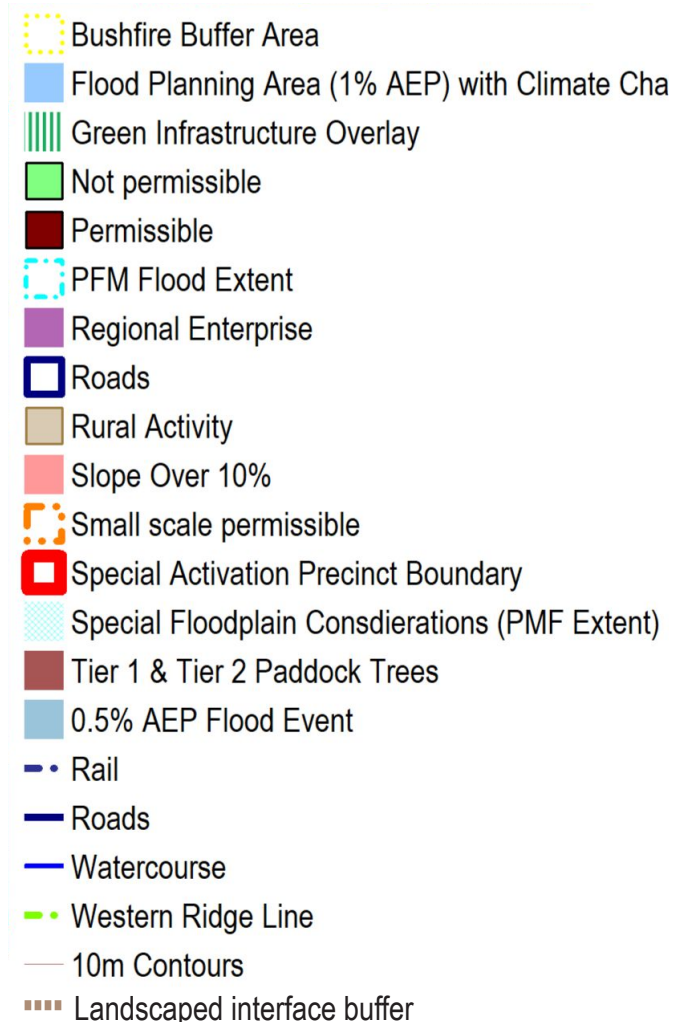 Bushfire Buffer Area
Flood Planning Area (1% AEP) with Climate Cha
Green Infrastructure Overlay
Not permissible
Permissible
PFM Flood Extent
Regional Enterprise
Roads
Rural Activity
Slope Over 10%
Small scale permissible
Special Activation Precinct Boundary
Special Floodplain Consdierations (PMF Extent)
Tier 1 & Tier 2 Paddock Trees
0.5% AEP Flood Event
Rail
Roads
Watercourse
Western Ridge Line
10m Contours
Landscaped interface buffer